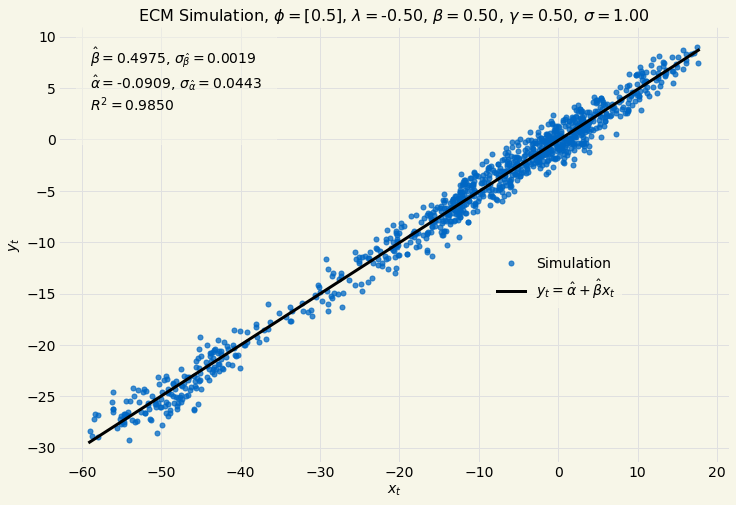 ECM Simulation, ϕ = [0.5], λ = -0.50, β = 0.50, γ = 0.50, σ = 1.00
β̂ = 0.4975, σ_β̂ = 0.0019
α̂ = -0.0909, σ_α̂ = 0.0443
R² = 0.9850
Simulation
y_t = α̂ + β̂x_t
10
5
0
−5
−10
−15
−20
−25
−30
y_t
−60 −50 −40 −30 −20 −10 0 10 20
x_t